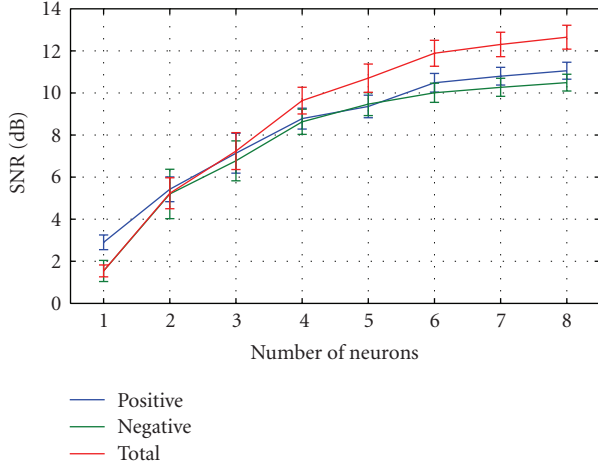 14
12
10
8
6
4
2
0
SNR (dB)
1 2 3 4 5 6 7 8
Number of neurons
Positive
Negative
Total